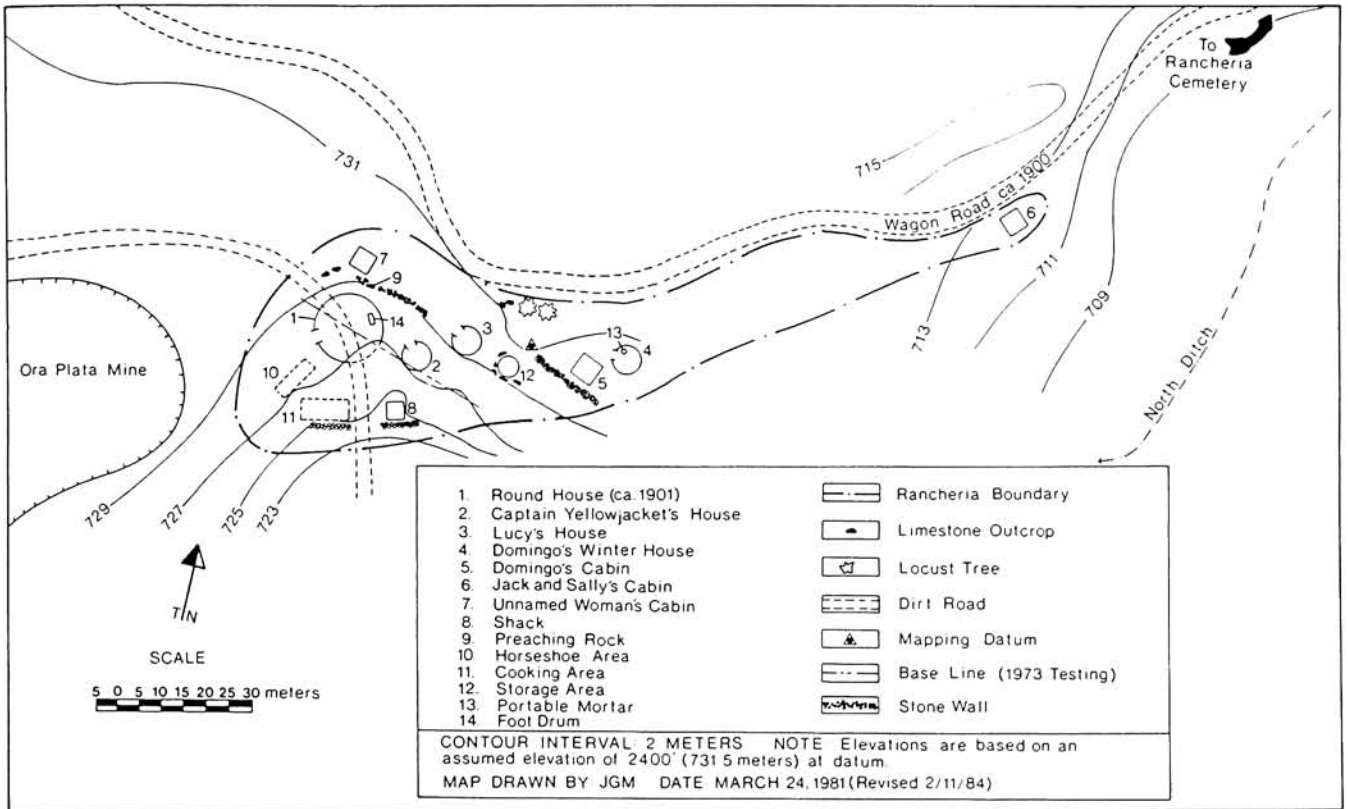 To
Rancheria
Cemetery
731
715
Wagon Road ca 1900
6
7
9
711
709
1
14
3
13
4
713
2
Ora Plata Mine
12
5
10
North Ditch
11
8
729
727
725
723
TN
SCALE
5 0 5 10 15 20 25 30 meters
1. Round House (ca. 1901)
2. Captain Yellowjacket's House
3. Lucy's House
4. Domingo's Winter House
5. Domingo's Cabin
6. Jack and Sally's Cabin
7. Unnamed Woman's Cabin
8. Shack
9. Preaching Rock
10. Horseshoe Area
11. Cooking Area
12. Storage Area
13. Portable Mortar
14. Foot Drum
Rancheria Boundary
Limestone Outcrop
Locust Tree
Dirt Road
Mapping Datum
Base Line (1973 Testing)
Stone Wall
CONTOUR INTERVAL: 2 METERS NOTE Elevations are based on an
assumed elevation of 2400' (731 5 meters) at datum.
MAP DRAWN BY JGM DATE MARCH 24, 1981 (Revised 2/11/84)